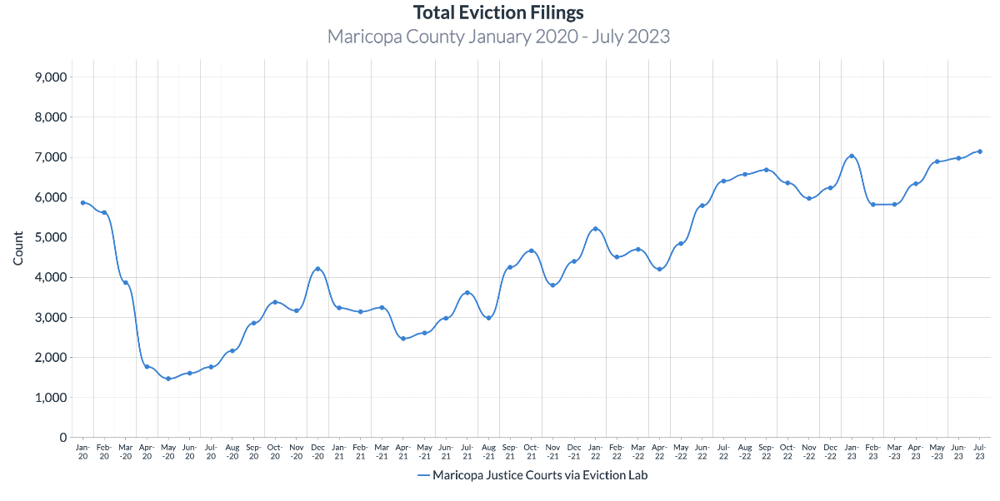 Total Eviction Filings
Maricopa County January 2020 - July 2023
9,000
8,000
7,000
6,000
5,000
4,000
3,000
2,000
1,000
0
Count
Jan- Feb- Mar Apr- May Jun- Jul- Aug Sep- Oct- Nov Dec Jan- Feb- Mar Apr- May Jun- Jul- Aug- Sep- Oct- Nov- Dec- Jan- Feb- Mar Apr- May Jun- Jul- Aug Sep- Oct- Nov Dec Jan- Feb- Mar Apr- May Jun- Jul-
20 20 -20 20 -20 20 20 -20 20 20 -20 -20 21 21 -21 21 -21 21 21 21 21 21 21 21 22 22 -22 22 -22 22 22 -22 22 22 -22 -22 23 23 -23 23 -23 23 23
Maricopa Justice Courts via Eviction Lab